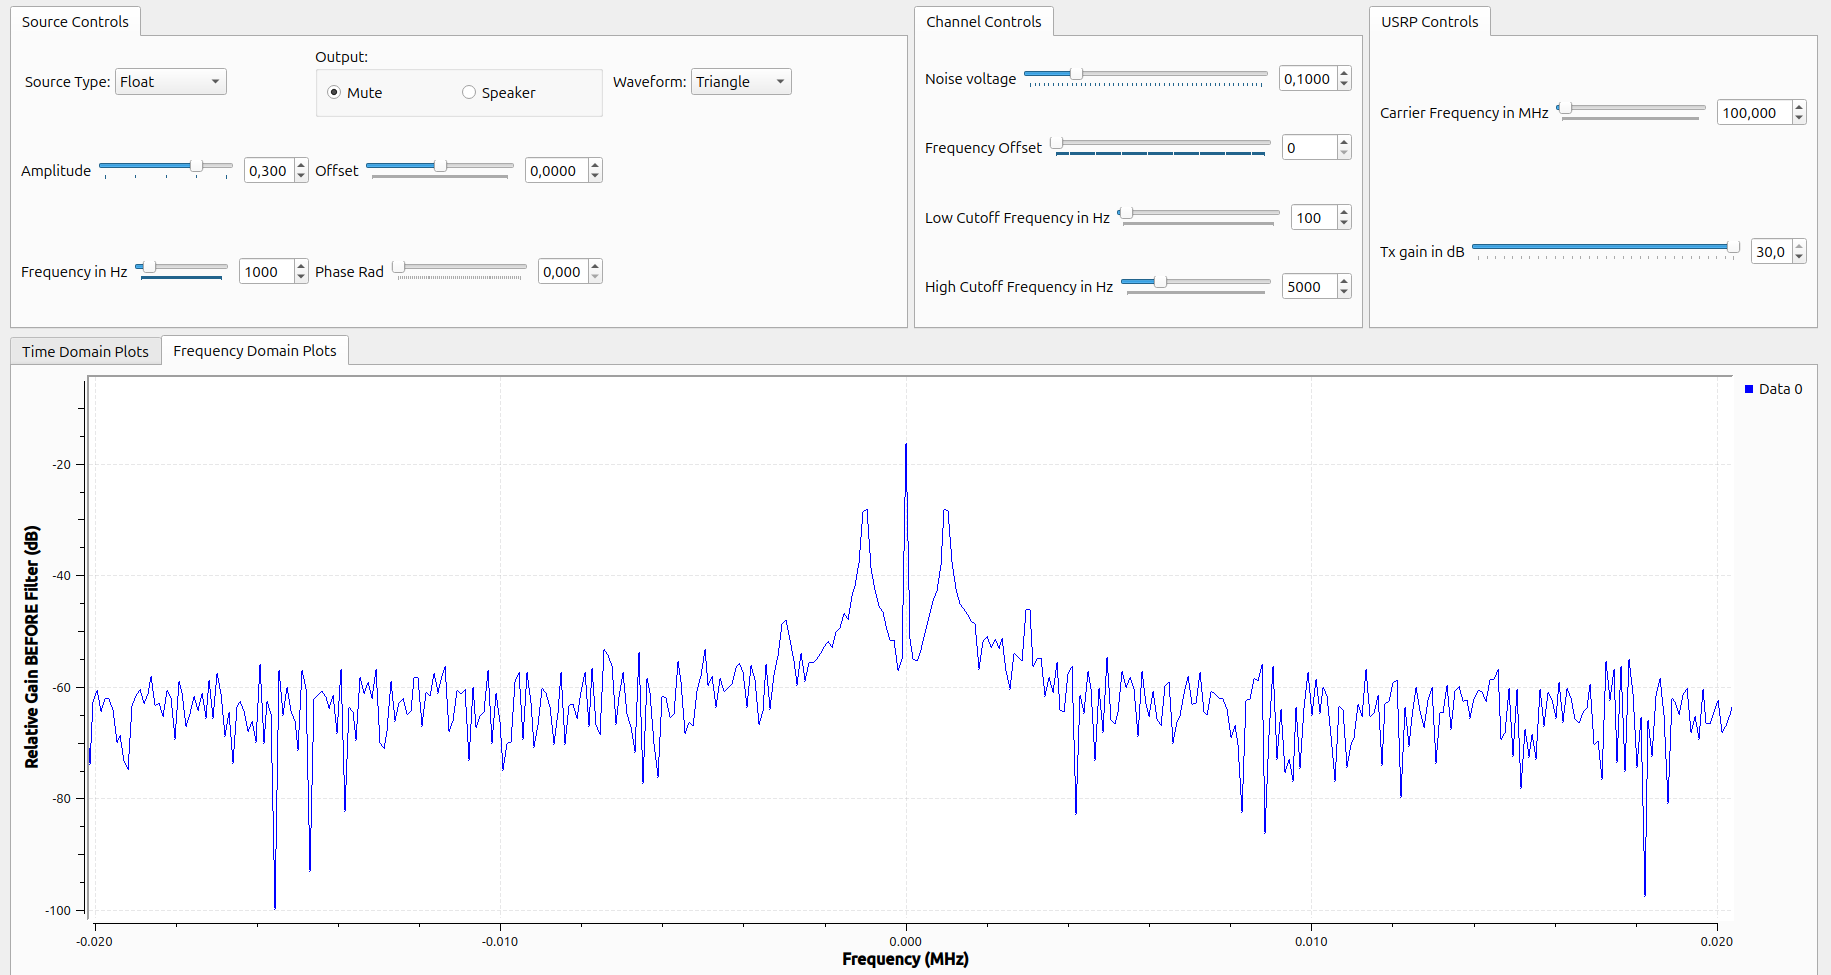 Source Controls
Source Type: Float
Output:
Mute
Speaker
Waveform: Triangle
Amplitude 0,300
Offset 0,0000
Frequency in Hz 1000
Phase Rad 0,000
Channel Controls
Noise voltage 0,1000
Frequency Offset 0
Low Cutoff Frequency in Hz 100
High Cutoff Frequency in Hz 5000
USRP Controls
Carrier Frequency in MHz 100,000
Tx gain in dB 30,0
Time Domain Plots
Frequency Domain Plots
Data 0
Relative Gain BEFORE Filter (dB)
-20
-40
-60
-80
-100
-0.020
-0.010
0.000
0.010
0.020
Frequency (MHz)